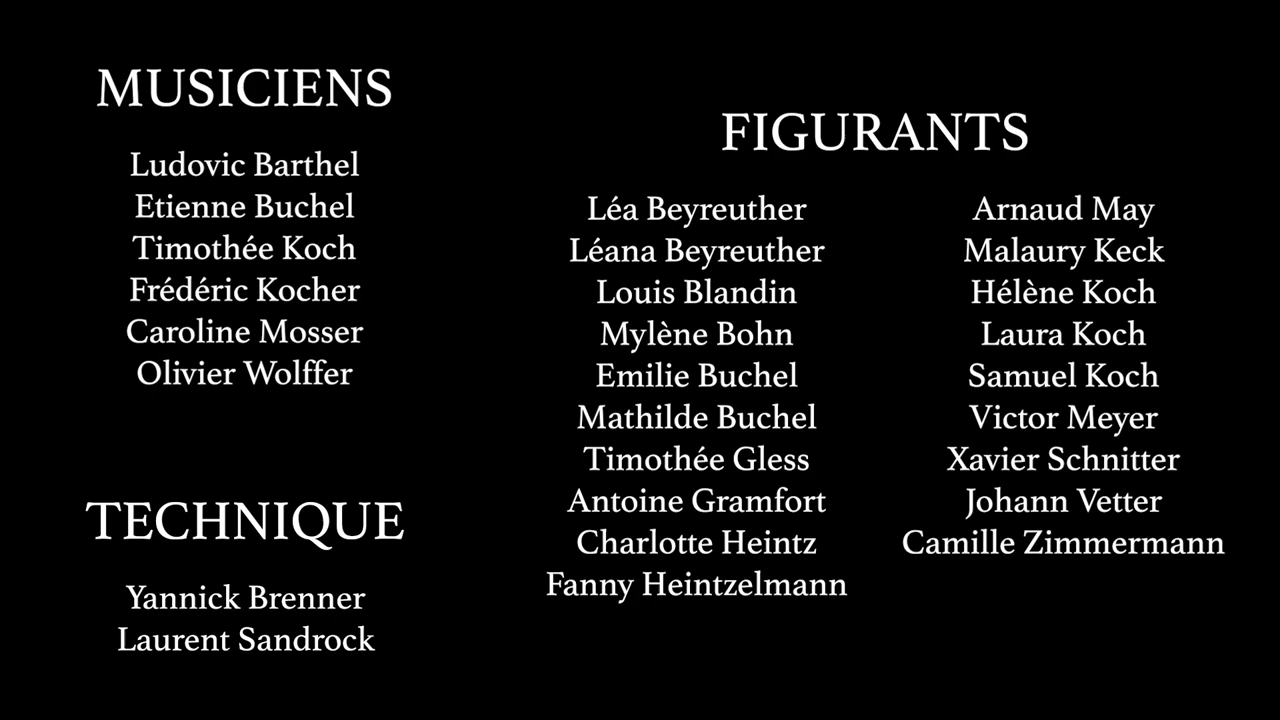 MUSICIENS
Ludovic Barthel
Etienne Buchel
Timothée Koch
Frédéric Kocher
Caroline Mosser
Olivier Wolffer
TECHNIQUE
Yannick Brenner
Laurent Sandrock
FIGURANTS
Léa Beyreuther
Léana Beyreuther
Louis Blandin
Mylène Bohn
Emilie Buchel
Mathilde Buchel
Timothée Gless
Antoine Gramfort
Charlotte Heintz
Fanny Heintzelmann
Arnaud May
Malaury Keck
Hélène Koch
Laura Koch
Samuel Koch
Victor Meyer
Xavier Schnitter
Johann Vetter
Camille Zimmermann